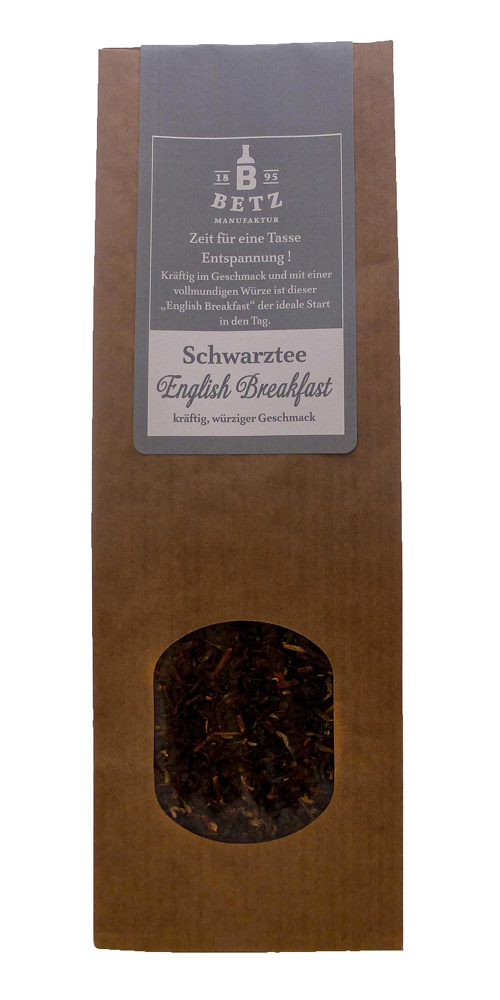 18 B 95
BETZ
MANUFAKTUR
Zeit für eine Tasse
Entspannung !
Kräftig im Geschmack und mit einer
vollmundigen Würze ist dieser
„English Breakfast“ der ideale Start
in den Tag.
Schwarztee
English Breakfast
kräftig, würziger Geschmack